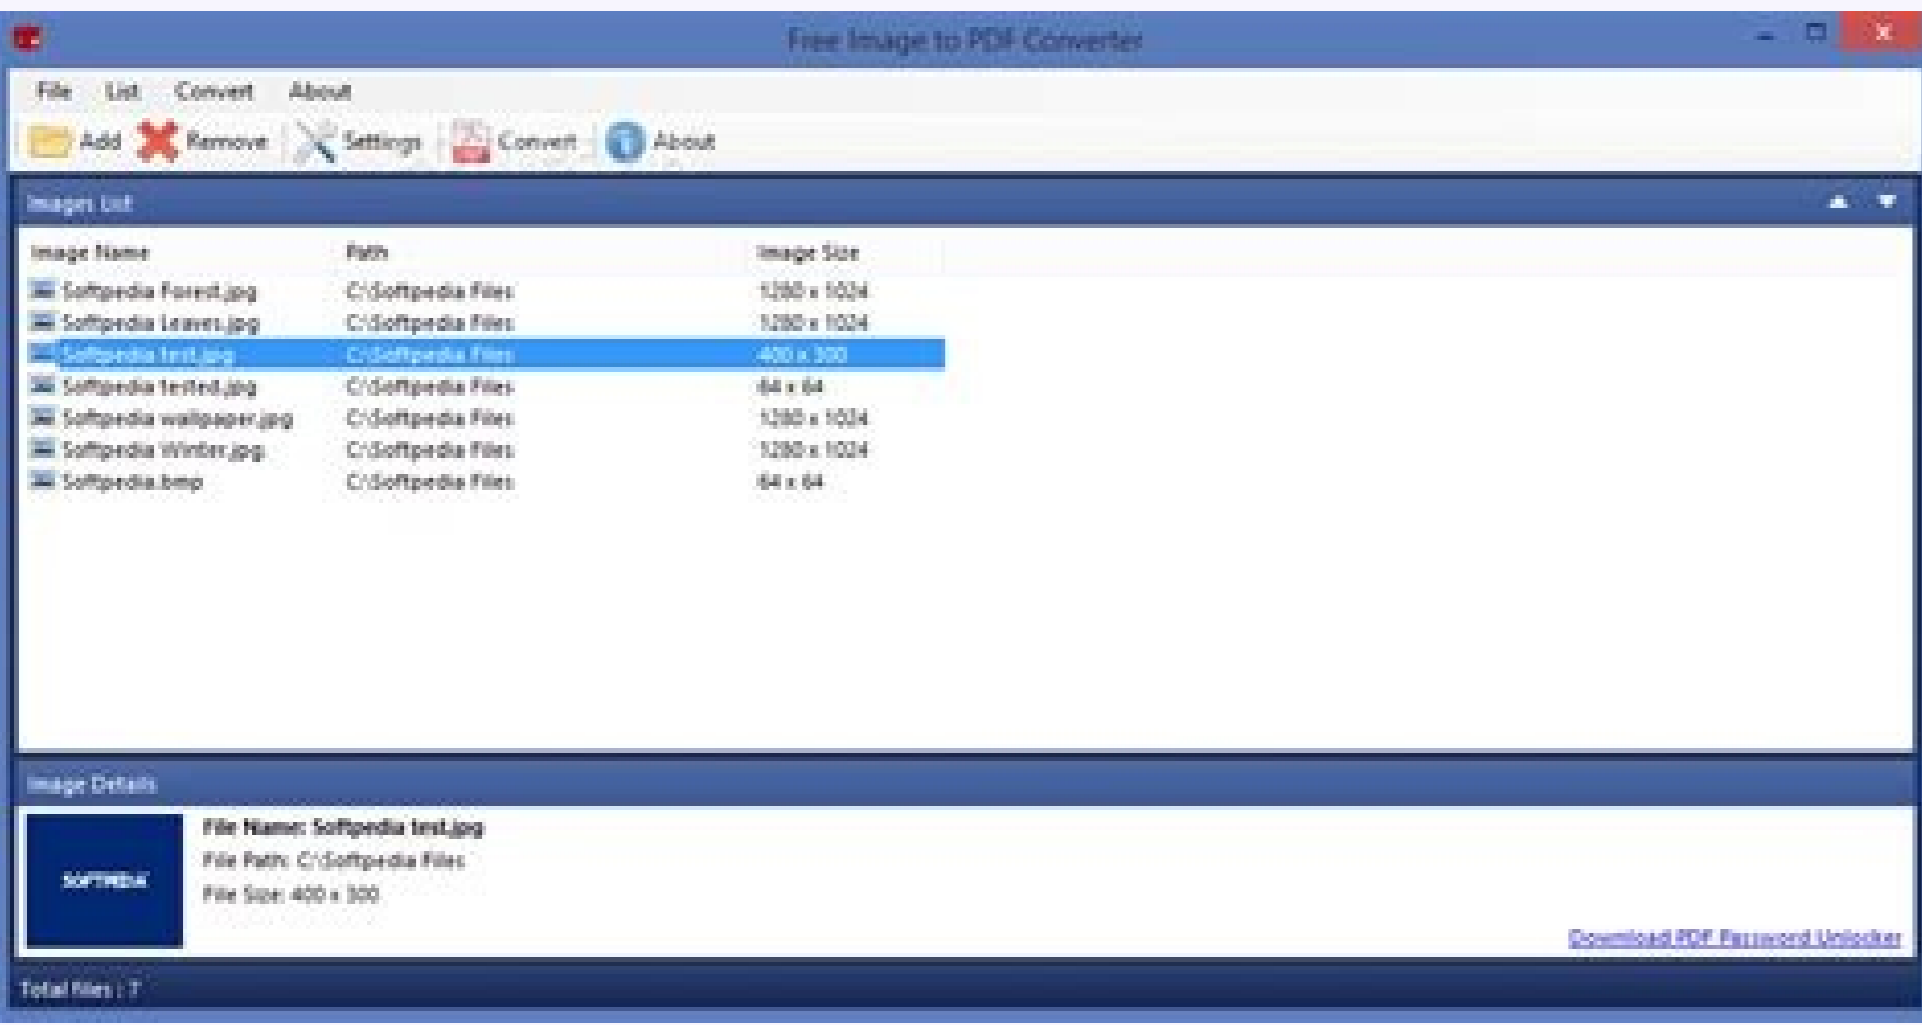 Free Image to PDF Converter
File List Convert About
Add Remove Settings Convert About
Images List
Image Name Path Image Size
Softpedia Forest.jpg C:\Softpedia Files 1280 x 1024
Softpedia Leaves.jpg C:\Softpedia Files 1280 x 1024
Softpedia test.jpg C:\Softpedia Files 400 x 300
Softpedia tested.jpg C:\Softpedia Files 64 x 64
Softpedia wallpaper.jpg C:\Softpedia Files 1280 x 1024
Softpedia Winter.jpg C:\Softpedia Files 1280 x 1024
Softpedia.bmp C:\Softpedia Files 64 x 64
Image Details
File Name: Softpedia test.jpg
File Path: C:\Softpedia Files
SOFTPEDIA
File Size: 400 x 300
Download PDF Password Unlocker
Total files : 7